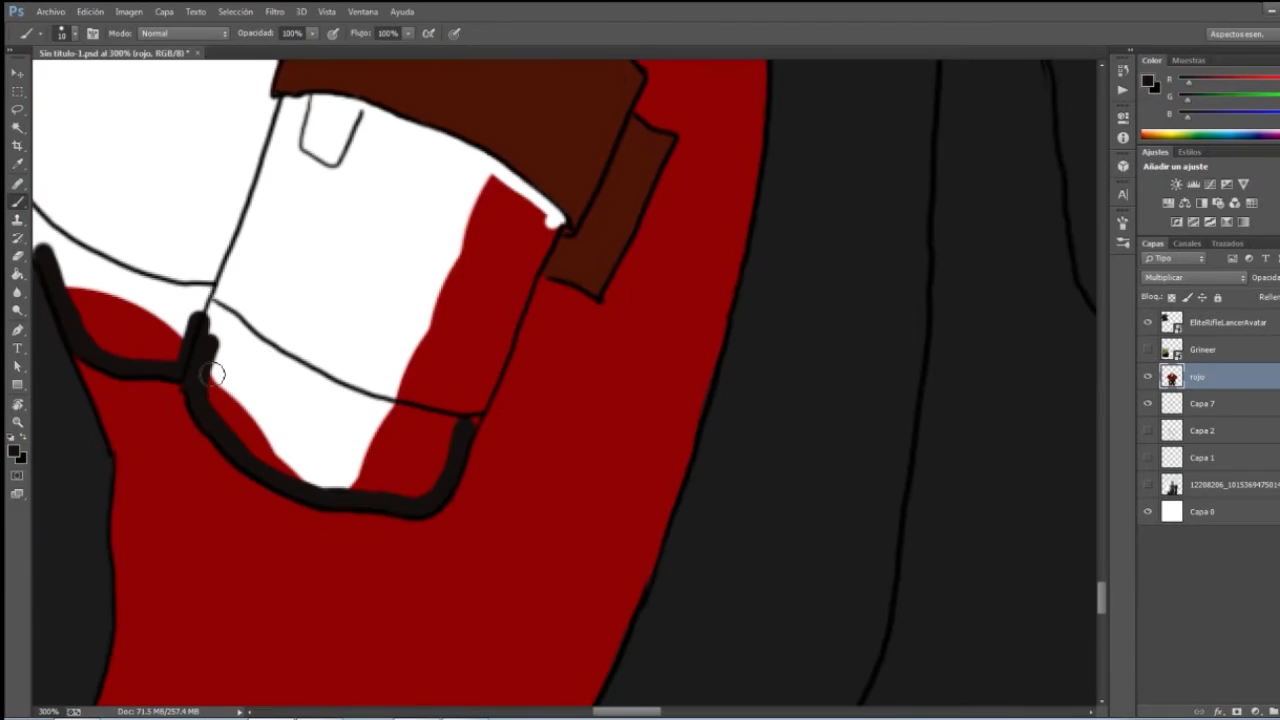 Ps Archivo Edición Imagen Capa Texto Selección Filtro 3D Vista Ventana Ayuda
10 Modo: Normal Opacidad: 100% Flujo: 100% Aspectos esen.
Sin título-1.psd al 300% (rojo, RGB/8) * ×
Color Muestras
R
G
B
Ajustes Estilos
Añadir un ajuste
Capas Canales Trazados
Tipo
Multiplicar Opacida
Bloq.: Relle
EliteRifleLancerAvatar
Grineer
rojo
Capa 7
Capa 2
Capa 1
12208206_1015369475014
Capa 0
300% Doc: 71.5 MB/257.4 MB